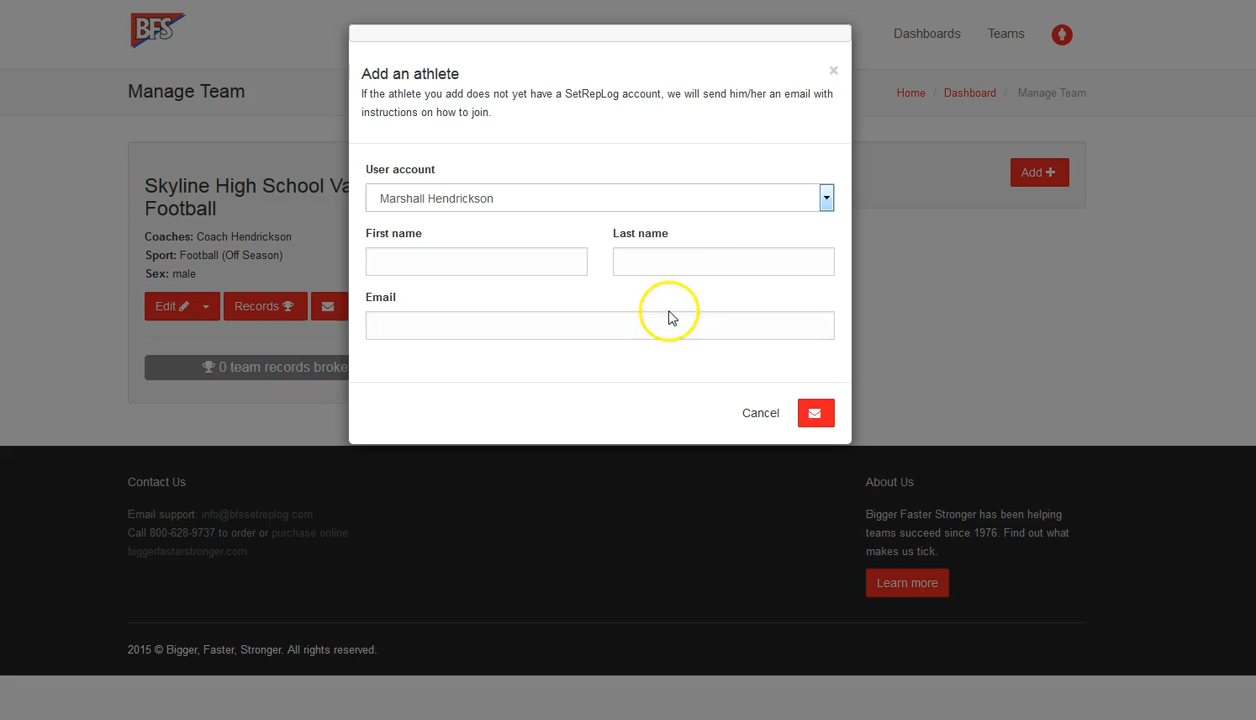 BFS
Dashboards
Teams
Manage Team
Home / Dashboard / Manage Team
Add an athlete
×
If the athlete you add does not yet have a SetRepLog account, we will send him/her an email with
instructions on how to join.
User account
Marshall Hendrickson
First name
Last name
Email
Cancel
Skyline High School Va
Football
Coaches: Coach Hendrickson
Sport: Football (Off Season)
Sex: male
Edit
Records
0 team records broke
Add +
Contact Us
Email support: info@bfssetreplog.com
Call 800-628-9737 to order or purchase online
biggerfasterstronger.com
About Us
Bigger Faster Stronger has been helping
teams succeed since 1976. Find out what
makes us tick.
Learn more
2015 © Bigger, Faster, Stronger. All rights reserved.